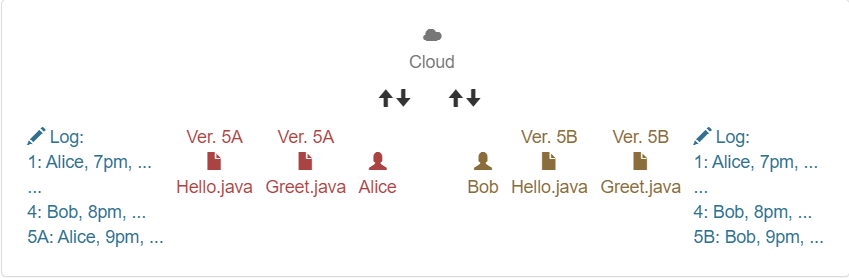 Cloud
Ver. 5A Ver. 5A Ver. 5B Ver. 5B
Hello.java Greet.java Alice Bob Hello.java Greet.java
Log:
1: Alice, 7pm, ...
...
4: Bob, 8pm, ...
5A: Alice, 9pm, ...
Log:
1: Alice, 7pm, ...
...
4: Bob, 8pm, ...
5B: Bob, 9pm, ...